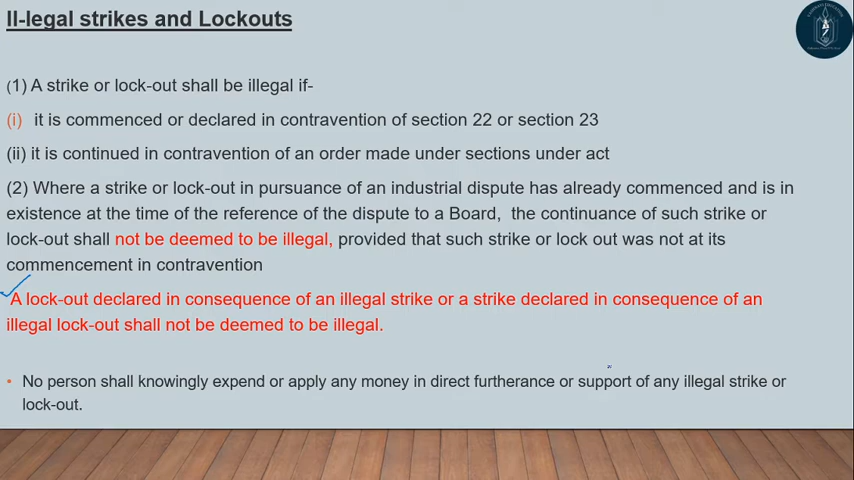 II-legal strikes and Lockouts
(1) A strike or lock-out shall be illegal if-
(i) it is commenced or declared in contravention of section 22 or section 23
(ii) it is continued in contravention of an order made under sections under act
(2) Where a strike or lock-out in pursuance of an industrial dispute has already commenced and is in
existence at the time of the reference of the dispute to a Board, the continuance of such strike or
lock-out shall not be deemed to be illegal, provided that such strike or lock out was not at its
commencement in contravention
A lock-out declared in consequence of an illegal strike or a strike declared in consequence of an
illegal lock-out shall not be deemed to be illegal.
• No person shall knowingly expend or apply any money in direct furtherance or support of any illegal strike or
lock-out.